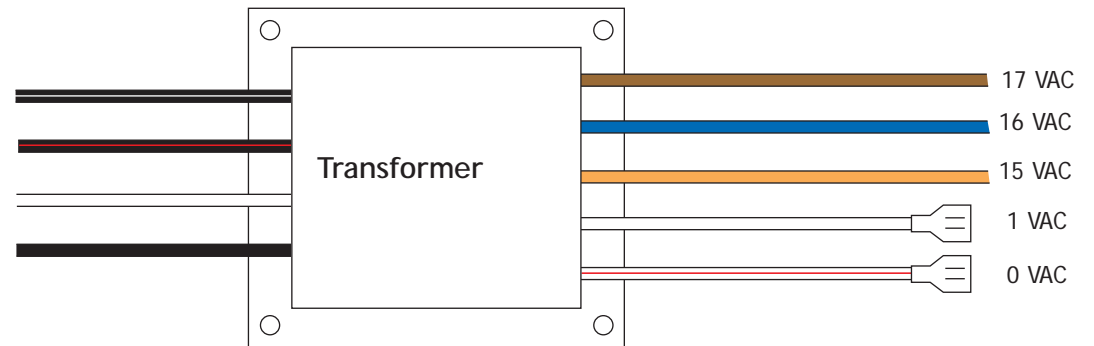 17 VAC
16 VAC
Transformer
15 VAC
1 VAC
0 VAC